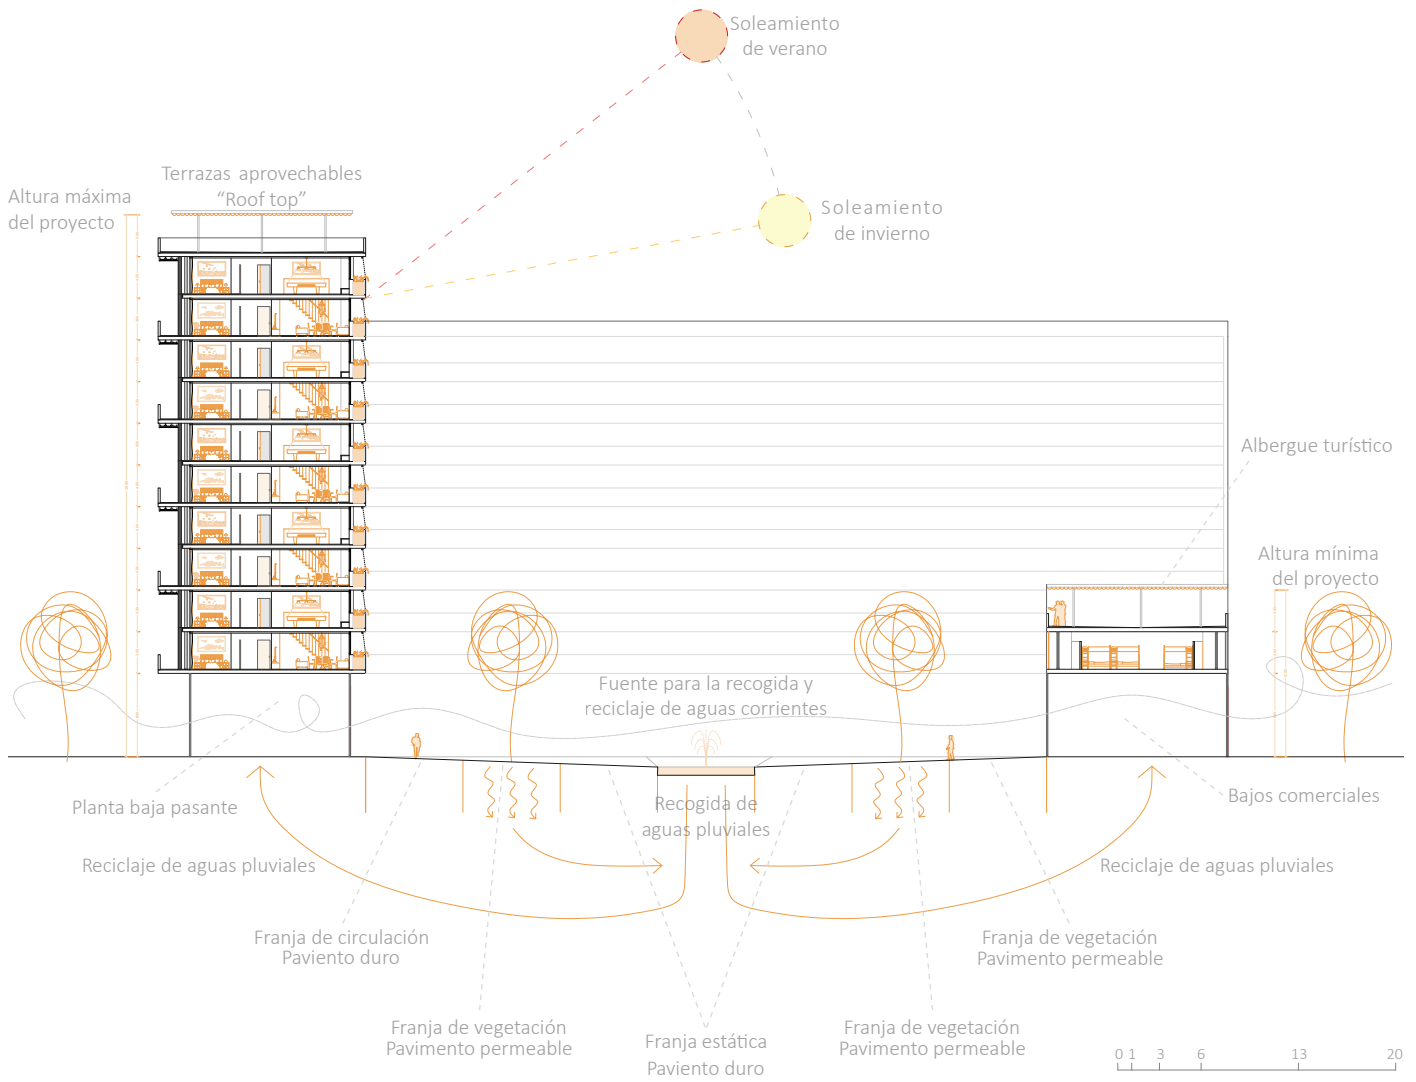 Soleamiento
de verano
Terrazas aprovechables
“Roof top”
Altura máxima
del proyecto
Soleamiento
de invierno
Albergue turístico
Altura mínima
del proyecto
Fuente para la recogida y
reciclaje de aguas corrientes
Planta baja pasante
Recogida de
aguas pluviales
Bajos comerciales
Reciclaje de aguas pluviales
Reciclaje de aguas pluviales
Franja de circulación
Paviento duro
Franja de vegetación
Pavimento permeable
Franja de vegetación
Pavimento permeable
Franja estática
Paviento duro
Franja de vegetación
Pavimento permeable
0 1 3 6 13 20